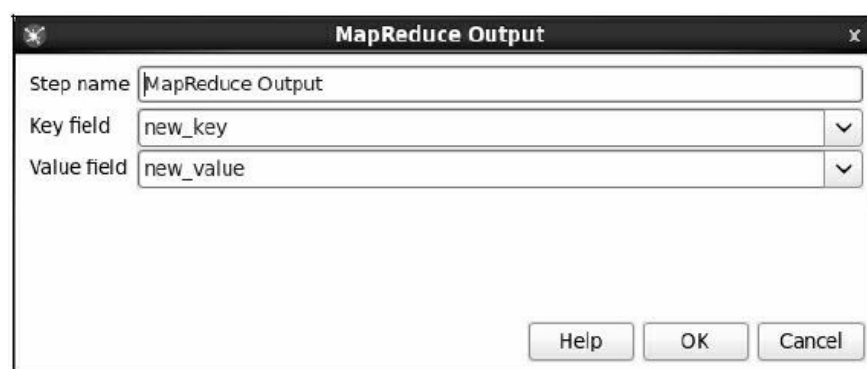 MapReduce Output x
Step name MapReduce Output
Key field new_key
Value field new_value
Help OK Cancel